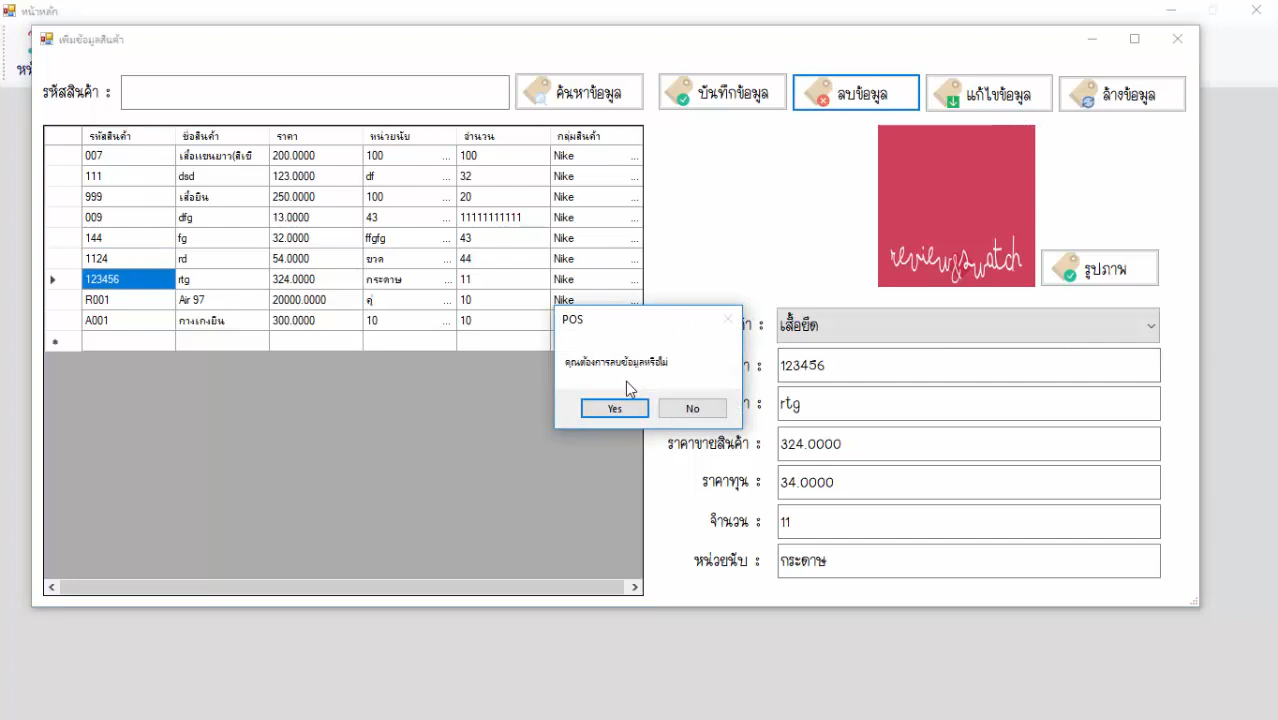 หน้าหลัก
เพิ่มข้อมูลสินค้า
รหัสสินค้า :
ค้นหาข้อมูล
บันทึกข้อมูล
ลบข้อมูล
แก้ไขข้อมูล
ล้างข้อมูล
รหัสสินค้า ชื่อสินค้า ราคา หน่วยนับ จำนวน กลุ่มสินค้า
007 เสื้อแขนยาว(สีเขี 200.0000 100 ... 100 Nike ...
111 dsd 123.0000 df ... 32 Nike ...
999 เสื้อยืน 250.0000 100 ... 20 Nike ...
009 dfg 13.0000 43 ... 11111111111 Nike ...
144 fg 32.0000 ffgfg ... 43 Nike ...
1124 rd 54.0000 ขวด ... 44 Nike ...
123456 rtg 324.0000 กระดาษ ... 11 Nike ...
R001 Air 97 20000.0000 คู่ ... 10 Nike ...
A001 กางเกงยีน 300.0000 10 ... 10
reviewswatch
รูปภาพ
POS
คุณต้องการลบข้อมูลหรือไม่
Yes No
: เสื้อยืด
: 123456
: rtg
ราคาขายสินค้า : 324.0000
ราคาทุน : 34.0000
จำนวน : 11
หน่วยนับ : กระดาษ